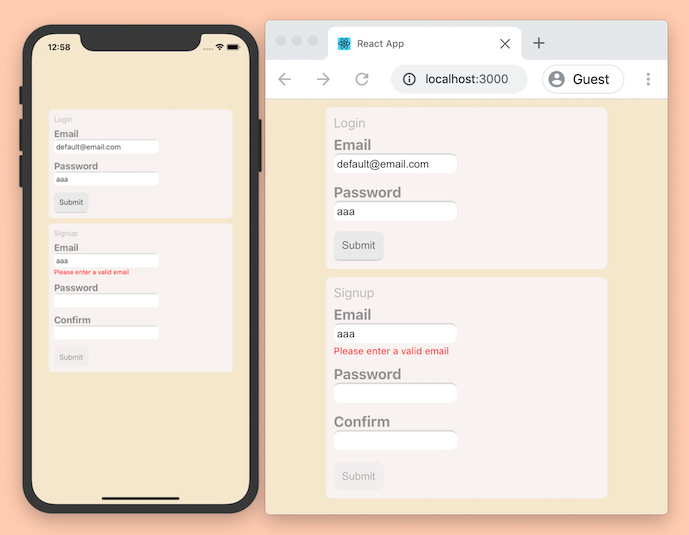 12:58
Login
Email
default@email.com
Password
aaa
Submit
Signup
Email
aaa
Please enter a valid email
Password
Confirm
Submit
React App
localhost:3000
Guest
Login
Email
default@email.com
Password
aaa
Submit
Signup
Email
aaa
Please enter a valid email
Password
Confirm
Submit